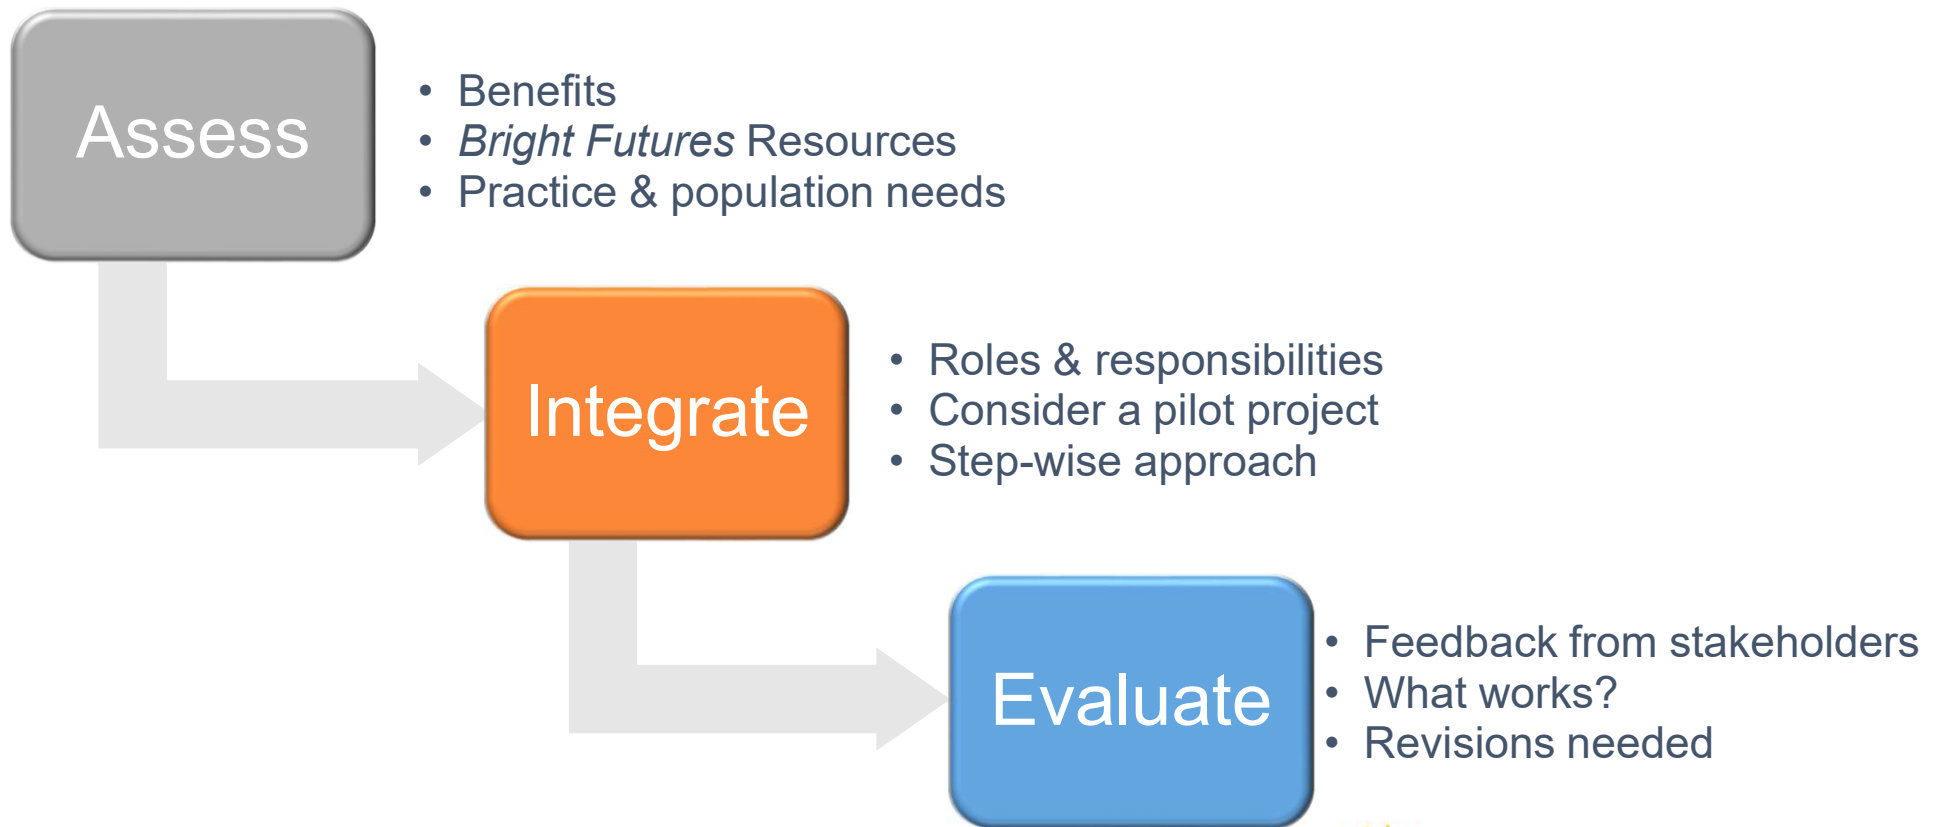 Assess
• Benefits
• Bright Futures Resources
• Practice & population needs
Integrate
• Roles & responsibilities
• Consider a pilot project
• Step-wise approach
Evaluate
• Feedback from stakeholders
• What works?
• Revisions needed